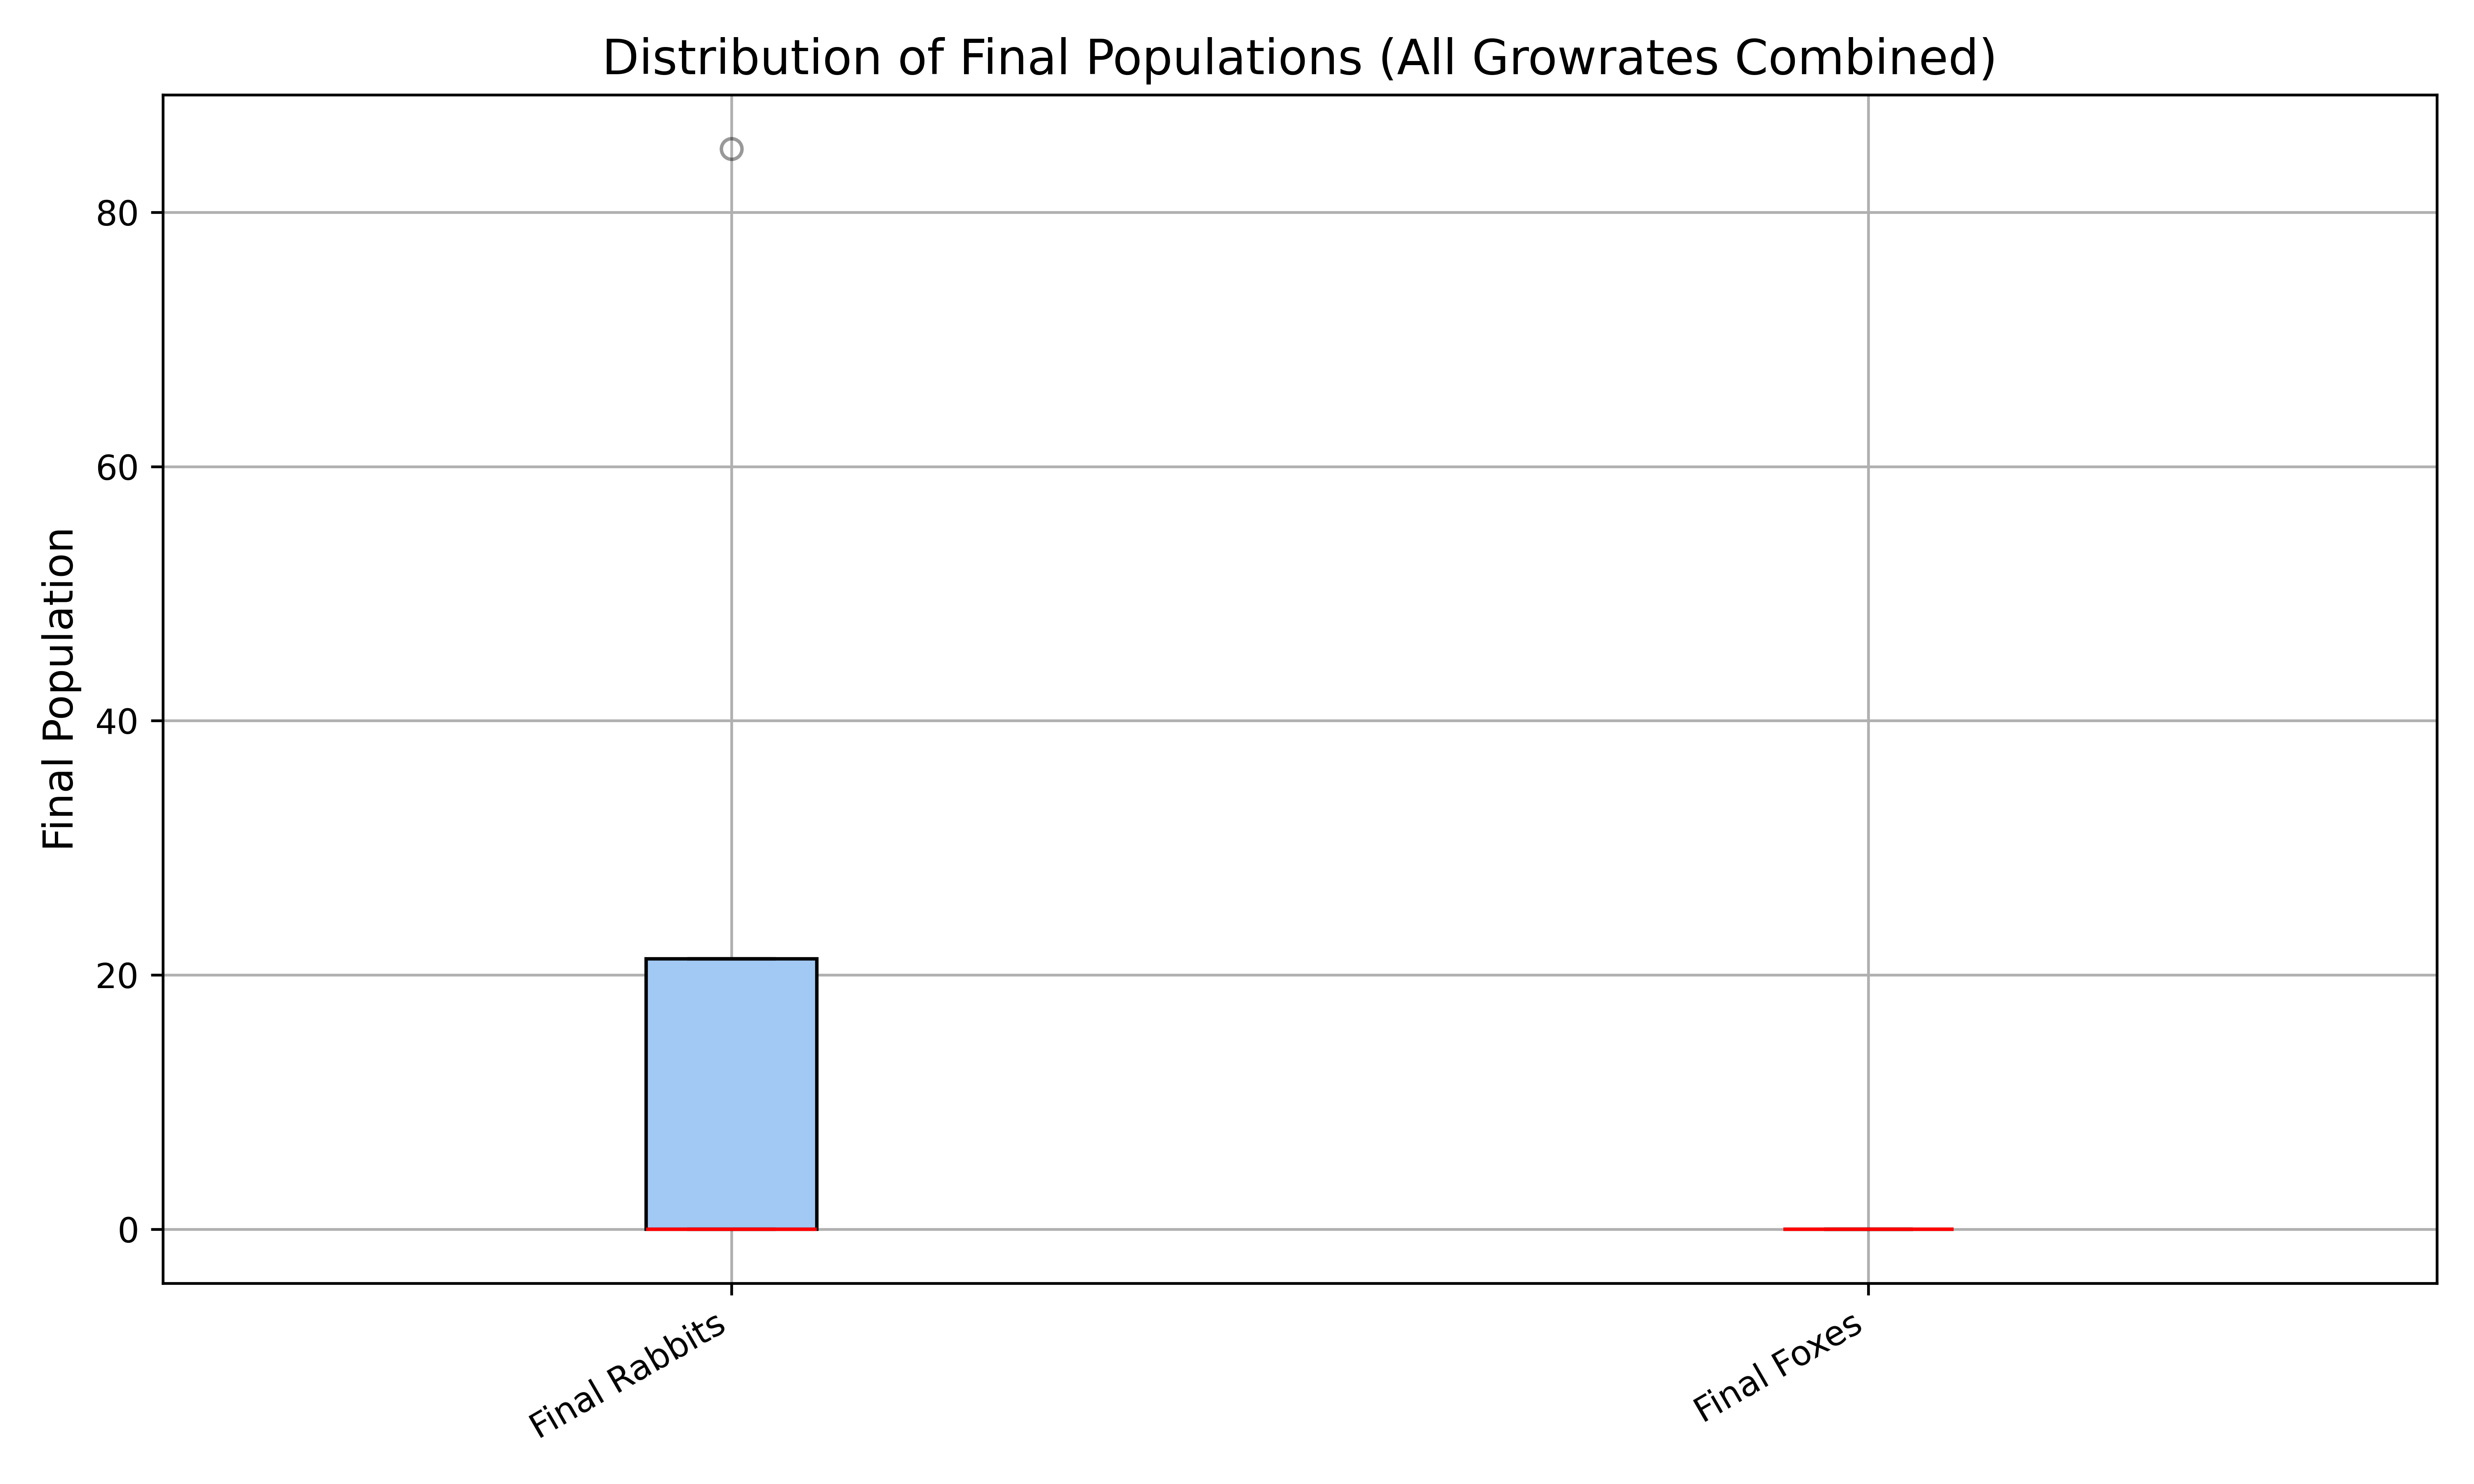 Distribution of Final Populations (All Growrates Combined)
Final Population
80
60
40
20
0
Final Rabbits
Final Foxes